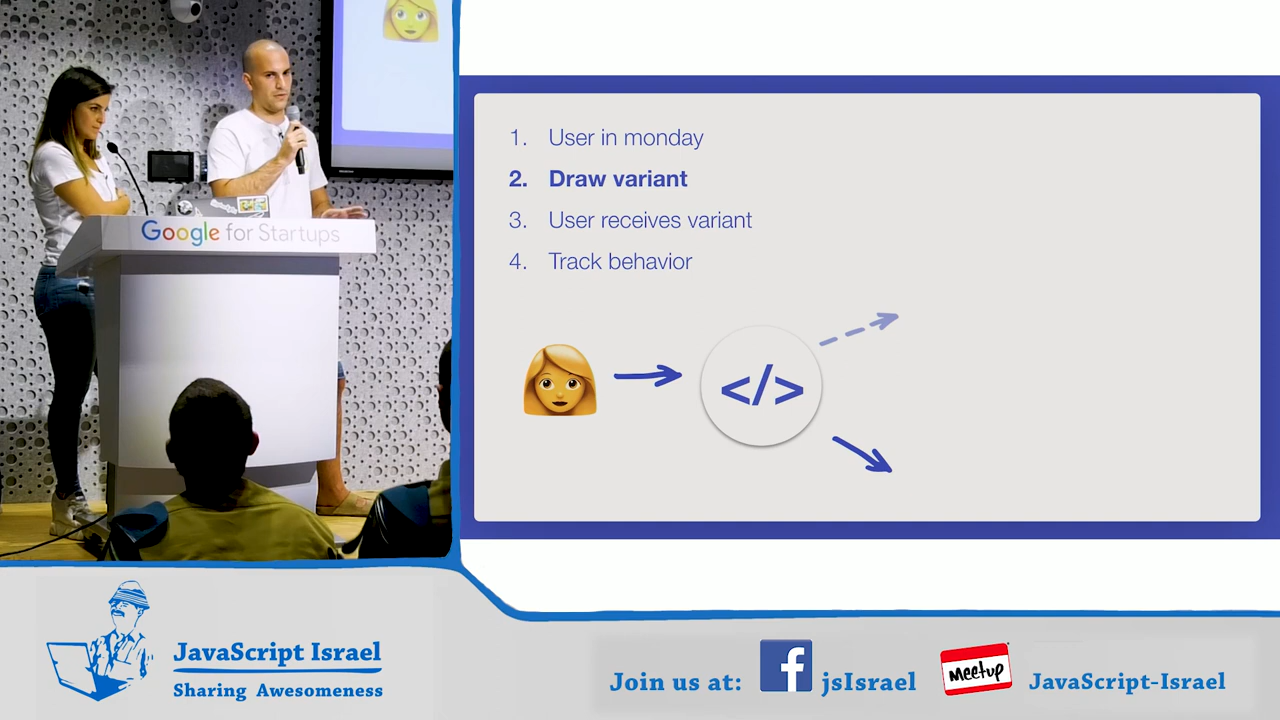 Google for Startups
1. User in monday
2. Draw variant
3. User receives variant
4. Track behavior
</>
JavaScript Israel
Sharing Awesomeness
Join us at: f jsIsrael Meetup JavaScript-Israel